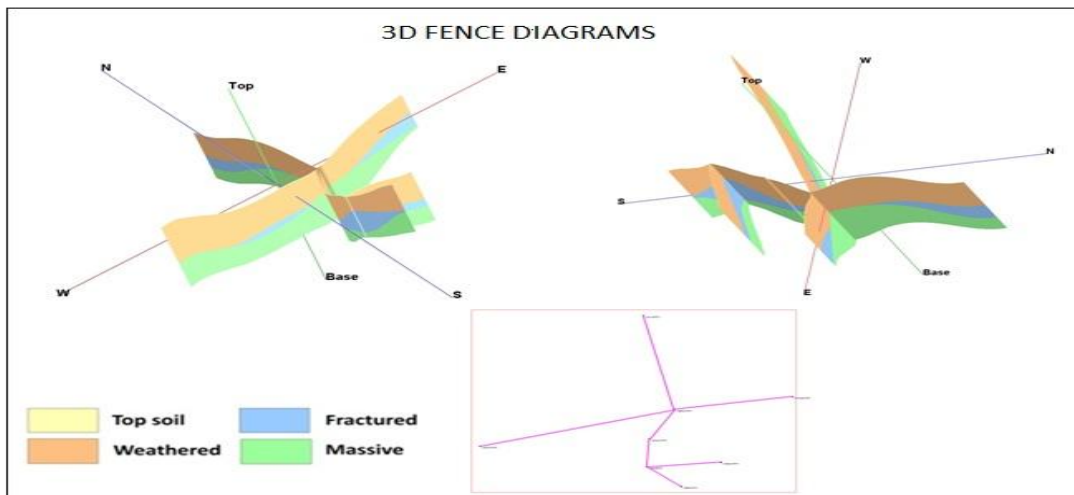 3D FENCE DIAGRAMS
N
Top
E
W
Base
S
W
Top
N
S
Base
E
Top soil
Fractured
Weathered
Massive